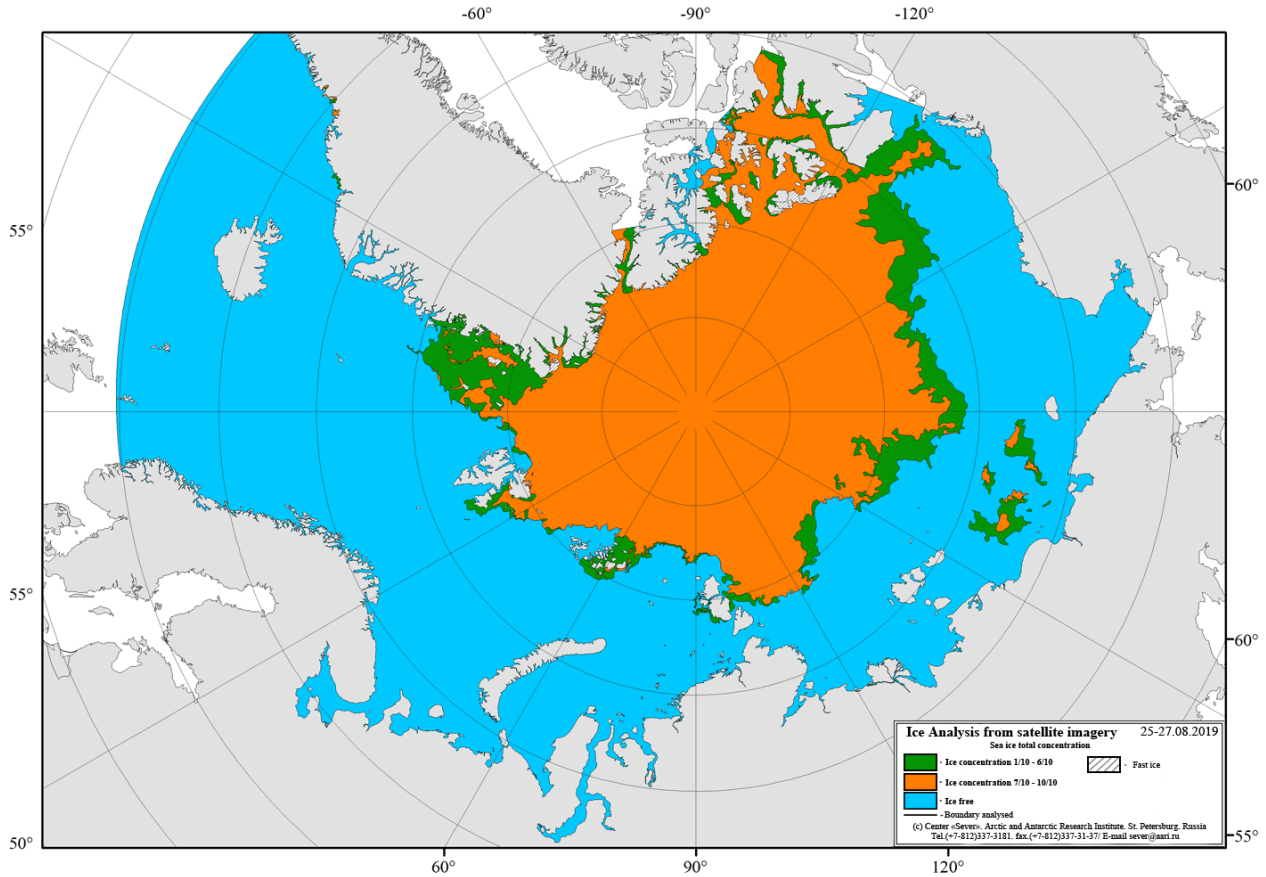 -60° -90° -120°
60°
55°
55°
60°
50°
55°
60° 90° 120°
Ice Analysis from satellite imagery 25-27.08.2019
Sea ice total concentration
- Ice concentration 1/10 - 6/10 - Fast ice
- Ice concentration 7/10 - 10/10
- Ice free
- Boundary analysed
(c) Center «Sever». Arctic and Antarctic Research Institute. St. Petersburg. Russia
Tel.(+7-812)337-3181. fax.(+7-812)337-31-37/ E-mail sever@aari.ru